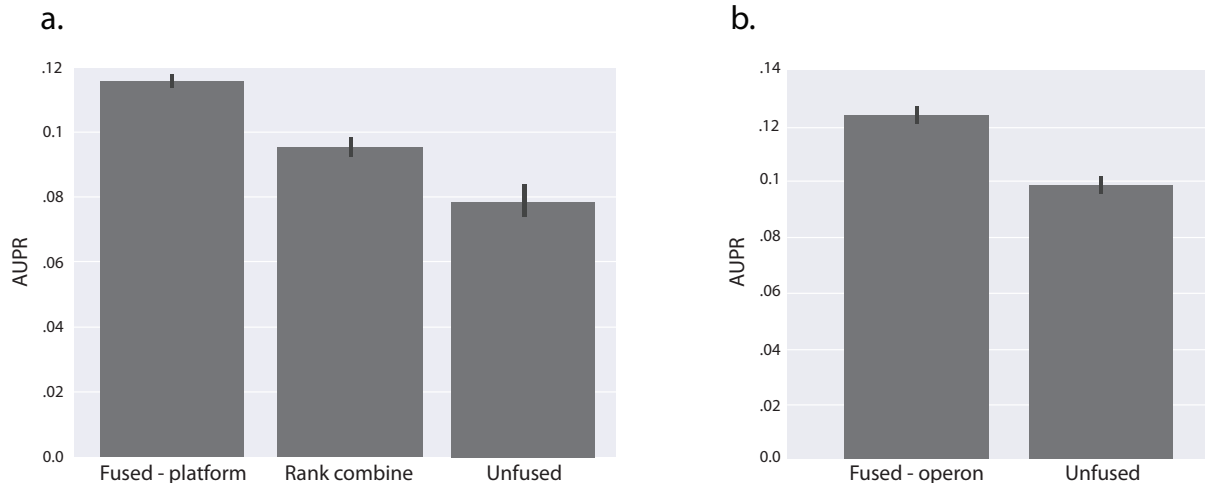 a.
.12
0.1
.08
.06
.04
.02
0.0
AUPR
Fused - platform
Rank combine
Unfused
b.
.14
.12
0.1
.08
.06
.04
.02
0.0
AUPR
Fused - operon
Unfused